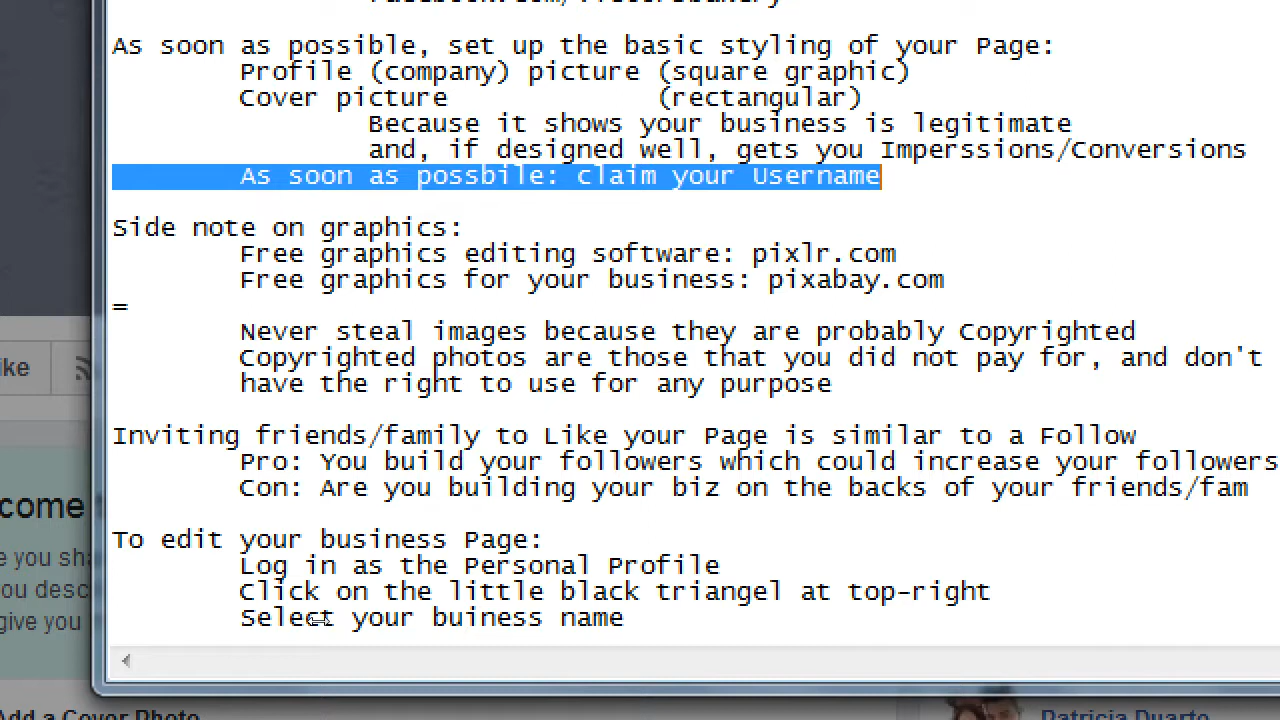 As soon as possible, set up the basic styling of your Page:
Profile (company) picture (square graphic)
Cover picture (rectangular)
Because it shows your business is legitimate
and, if designed well, gets you Imperssions/Conversions
As soon as possbile: claim your Username
Side note on graphics:
Free graphics editing software: pixlr.com
Free graphics for your business: pixabay.com
=
Never steal images because they are probably Copyrighted
Copyrighted photos are those that you did not pay for, and don't
have the right to use for any purpose
ike
Inviting friends/family to Like your Page is similar to a Follow
Pro: You build your followers which could increase your followers
Con: Are you building your biz on the backs of your friends/fam
come
e you sha
ou desc
give you
To edit your business Page:
Log in as the Personal Profile
Click on the little black triangel at top-right
Select your buiness name
Add a Cover Photo
Patricia Duarte